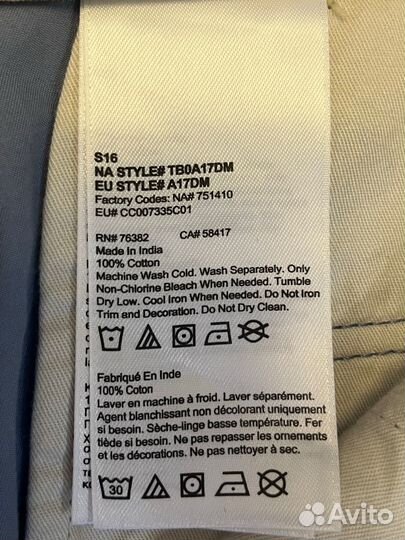 S16
NA STYLE# TB0A17DM
EU STYLE# A17DM
Factory Codes: NA# 751410
EU# CC007335C01
RN# 76382 CA# 58417
Made in India
100% Cotton
Machine Wash Cold. Wash Separately. Only
Non-Chlorine Bleach When Needed. Tumble
Dry Low. Cool Iron When Needed. Do Not Iron
Trim and Decoration. Do Not Dry Clean.
Fabriqué En Inde
100% Coton
Laver en machine à froid. Laver séparément.
Agent blanchissant non décolorant uniquement
si besoin. Sèche-linge basse température. Fer
tiède si besoin. Ne pas repasser les ornements
et les décorations. Ne pas nettoyer à sec.
30
Avito